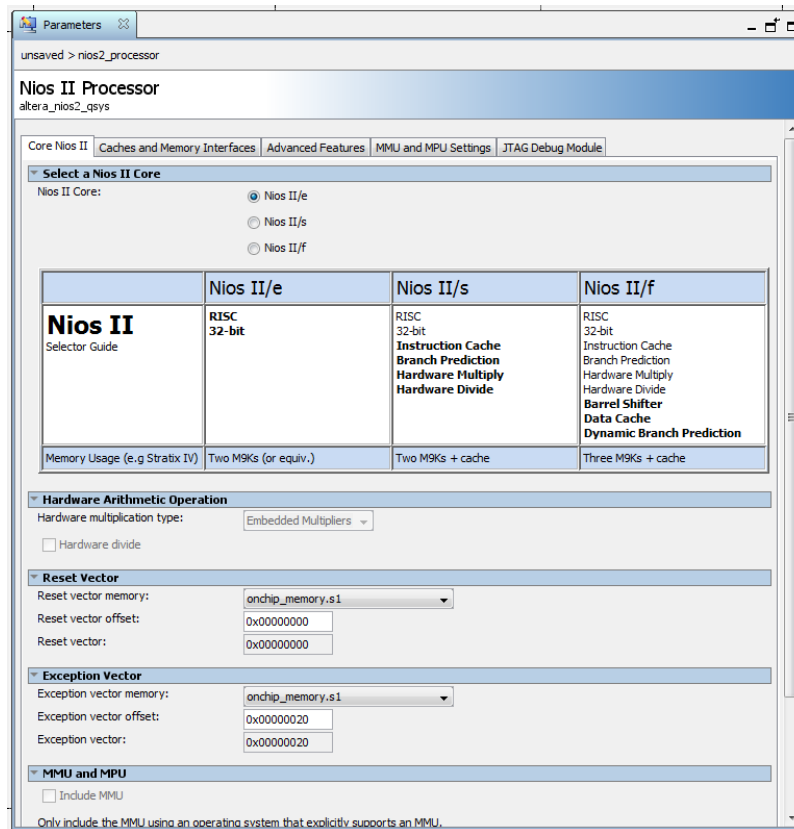 Parameters
unsaved > nios2_processor
Nios II Processor
altera_nios2_qsys
Core Nios II Caches and Memory Interfaces Advanced Features MMU and MPU Settings JTAG Debug Module
Select a Nios II Core
Nios II Core:
Nios II/e
Nios II/s
Nios II/f
Nios II/e Nios II/s Nios II/f
Nios II
Selector Guide
RISC
32-bit
RISC
32-bit
Instruction Cache
Branch Prediction
Hardware Multiply
Hardware Divide
RISC
32-bit
Instruction Cache
Branch Prediction
Hardware Multiply
Hardware Divide
Barrel Shifter
Data Cache
Dynamic Branch Prediction
Memory Usage (e.g Stratix IV) Two M9Ks (or equiv.) Two M9Ks + cache Three M9Ks + cache
Hardware Arithmetic Operation
Hardware multiplication type: Embedded Multipliers
Hardware divide
Reset Vector
Reset vector memory: onchip_memory.s1
Reset vector offset: 0x00000000
Reset vector: 0x00000000
Exception Vector
Exception vector memory: onchip_memory.s1
Exception vector offset: 0x00000020
Exception vector: 0x00000020
MMU and MPU
Include MMU
Only include the MMU using an operating system that explicitly supports an MMU.